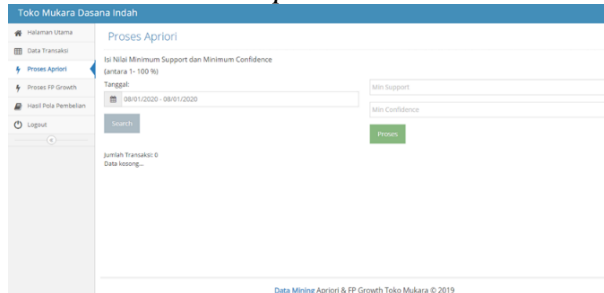 Toko Mukara Dasana Indah
Halaman Utama
Data Transaksi
Proses Apriori
Proses FP Growth
Hasil Pola Pembelian
Logout
Proses Apriori
Isi Nilai Minimum Support dan Minimum Confidence
(antara 1- 100 %)
Tanggal:
08/01/2020 - 08/01/2020
Search
Min Support
Min Confidence
Proses
Jumlah Transaksi: 0
Data kosong...
Data Mining Apriori & FP Growth Toko Mukara © 2019